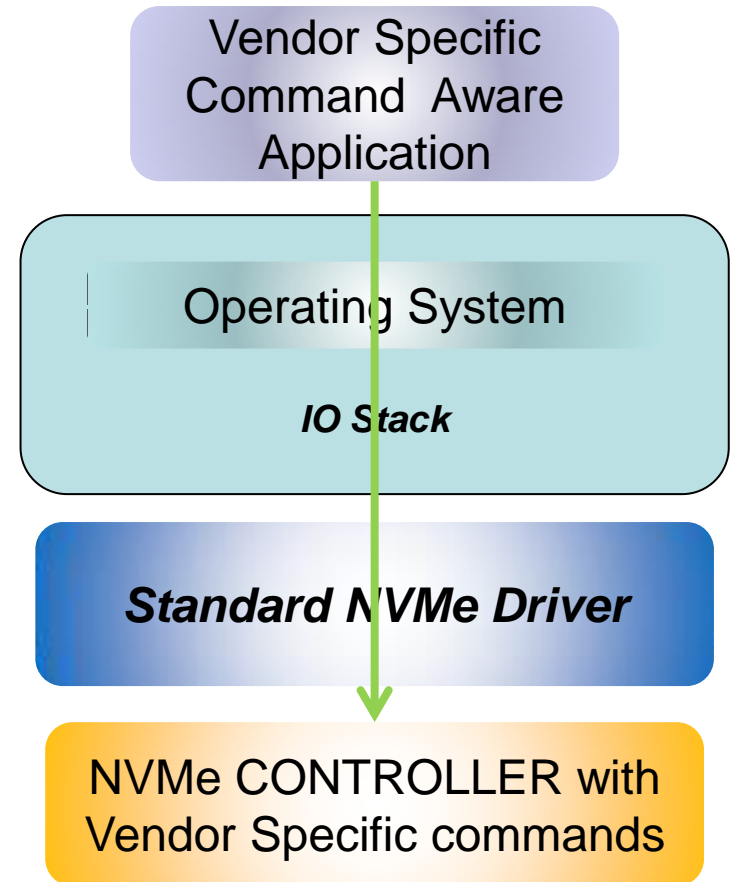 Vendor Specific
Command Aware
Application
Operating System
IO Stack
Standard NVMe Driver
NVMe CONTROLLER with
Vendor Specific commands